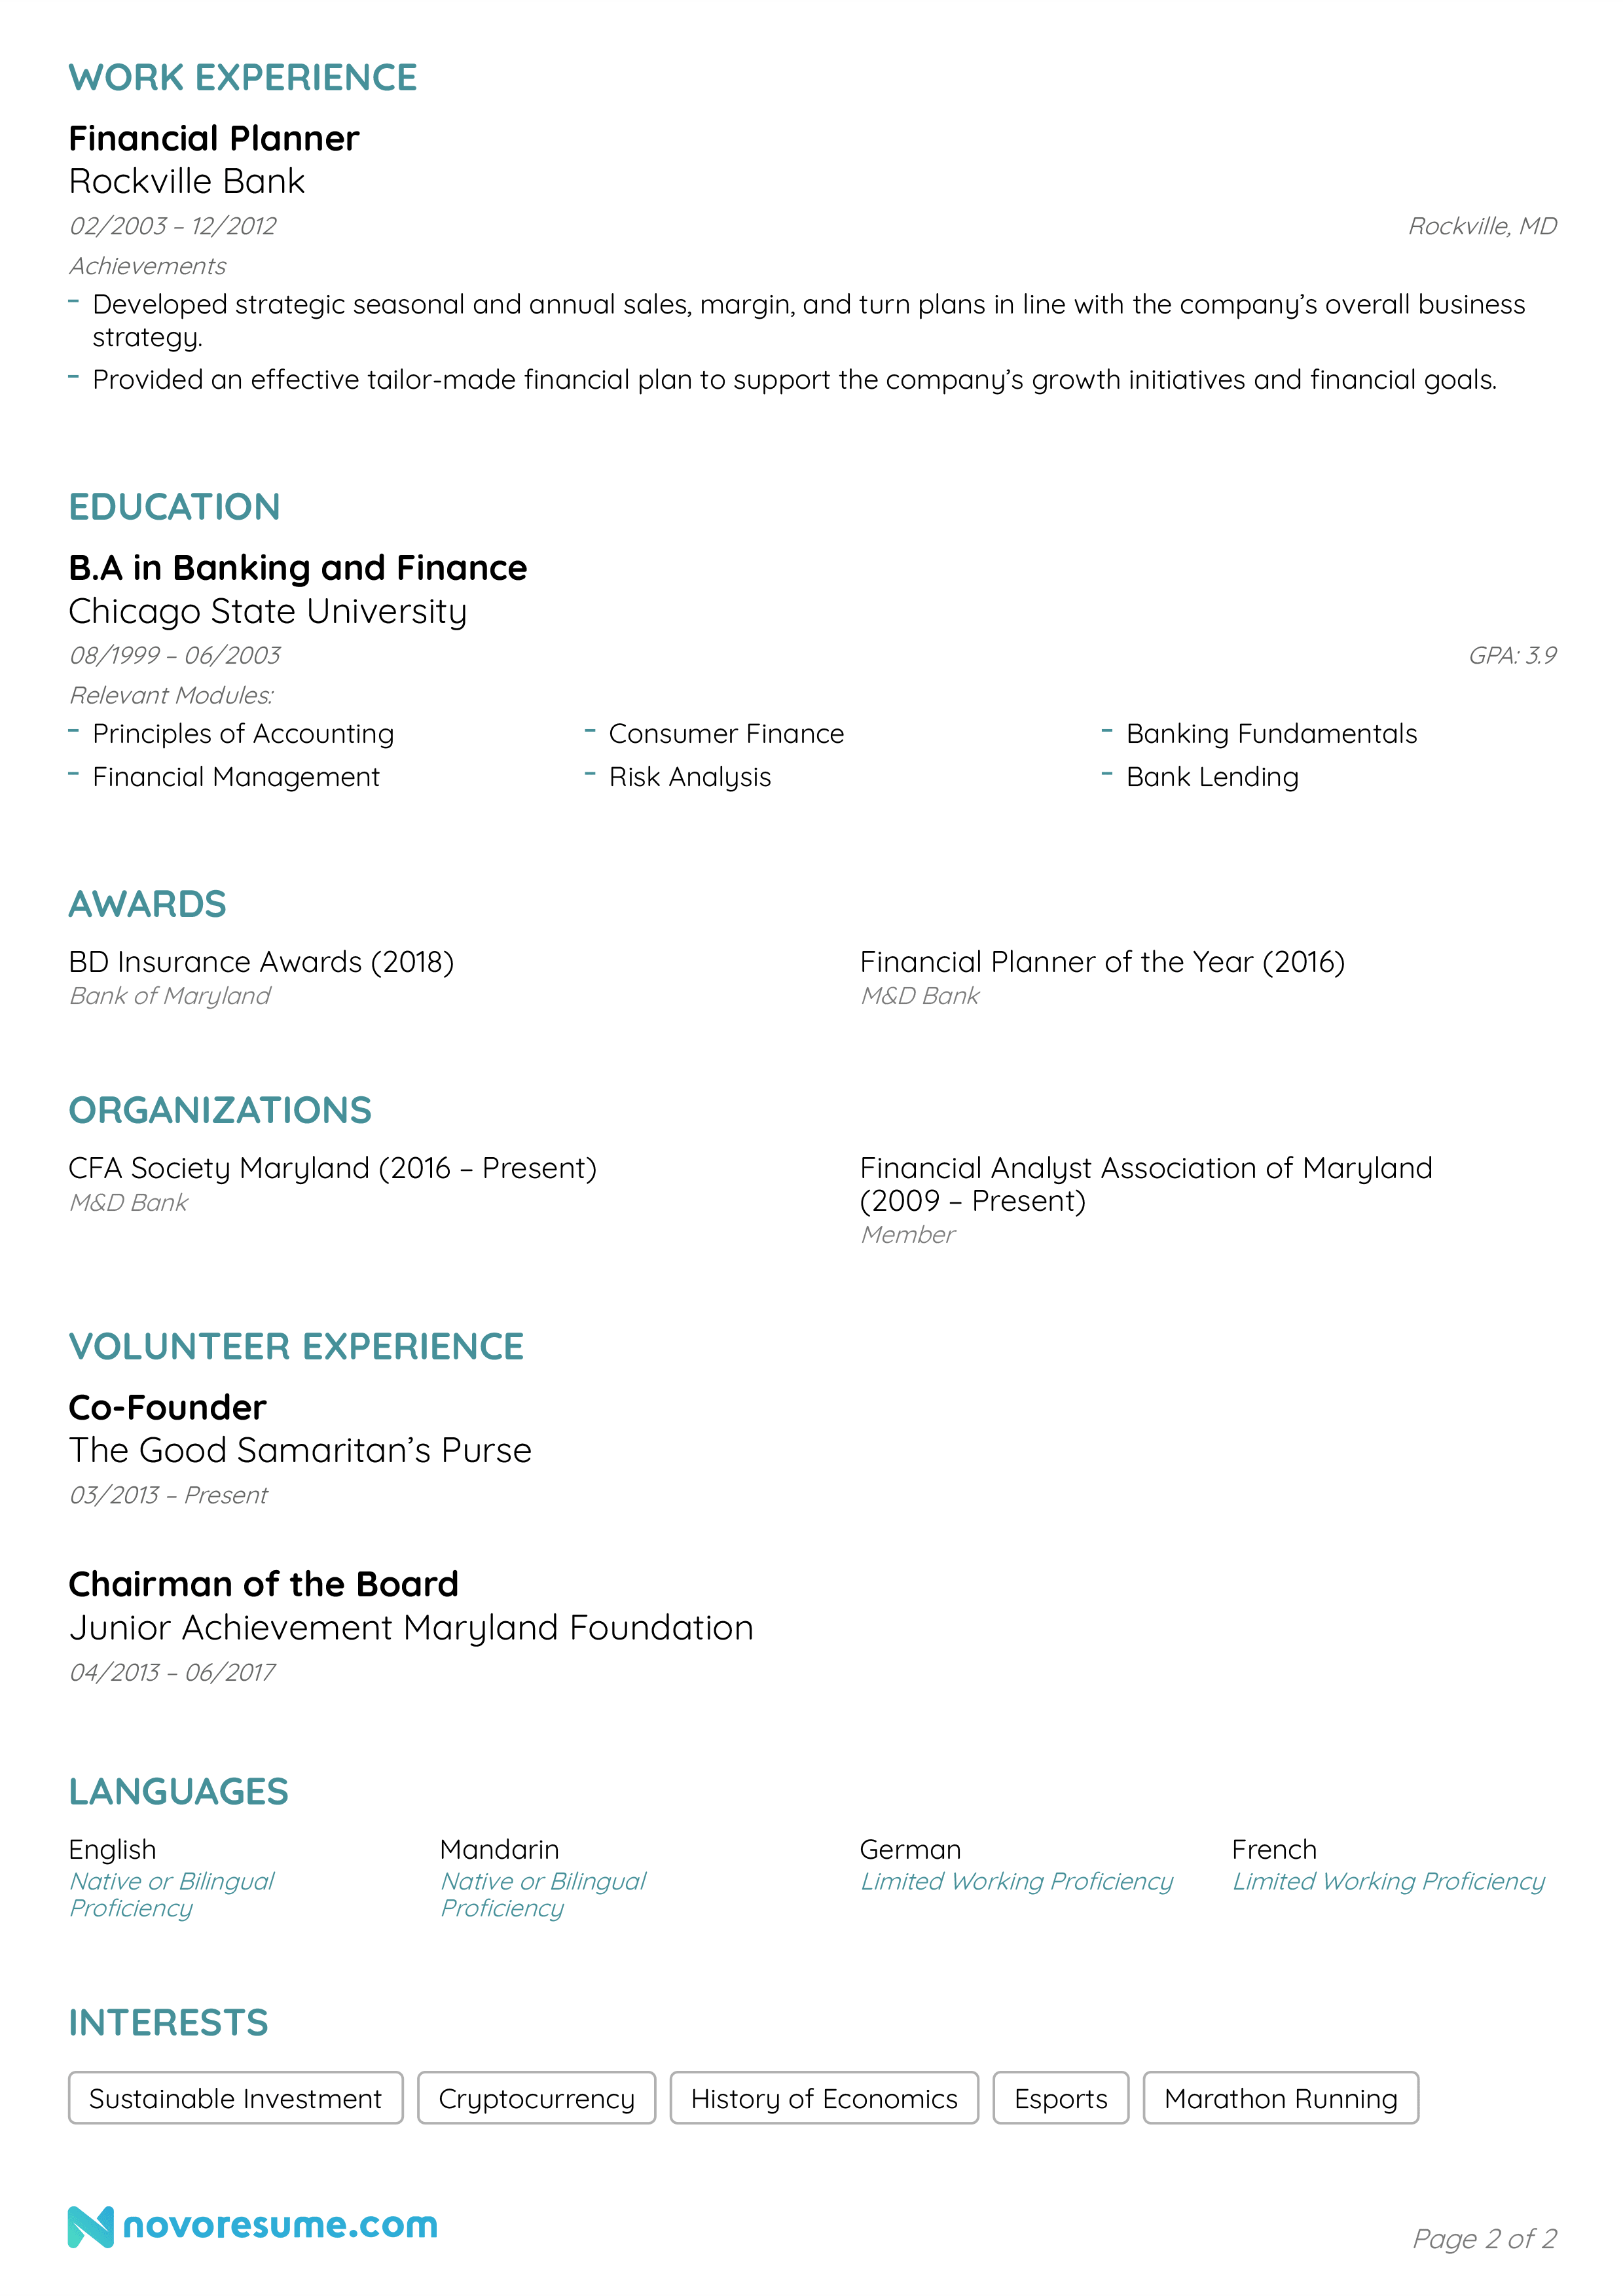 WORK EXPERIENCE
Financial Planner
Rockville Bank
02/2003 – 12/2012 Rockville, MD
Achievements
- Developed strategic seasonal and annual sales, margin, and turn plans in line with the company’s overall business
strategy.
- Provided an effective tailor-made financial plan to support the company’s growth initiatives and financial goals.
EDUCATION
B.A in Banking and Finance
Chicago State University
08/1999 – 06/2003 GPA: 3.9
Relevant Modules:
- Principles of Accounting - Consumer Finance - Banking Fundamentals
- Financial Management - Risk Analysis - Bank Lending
AWARDS
BD Insurance Awards (2018)
Bank of Maryland
Financial Planner of the Year (2016)
M&D Bank
ORGANIZATIONS
CFA Society Maryland (2016 – Present)
M&D Bank
Financial Analyst Association of Maryland
(2009 – Present)
Member
VOLUNTEER EXPERIENCE
Co-Founder
The Good Samaritan’s Purse
03/2013 – Present
Chairman of the Board
Junior Achievement Maryland Foundation
04/2013 – 06/2017
LANGUAGES
English
Native or Bilingual
Proficiency
Mandarin
Native or Bilingual
Proficiency
German
Limited Working Proficiency
French
Limited Working Proficiency
INTERESTS
Sustainable Investment Cryptocurrency History of Economics Esports Marathon Running
novoresume.com
Page 2 of 2